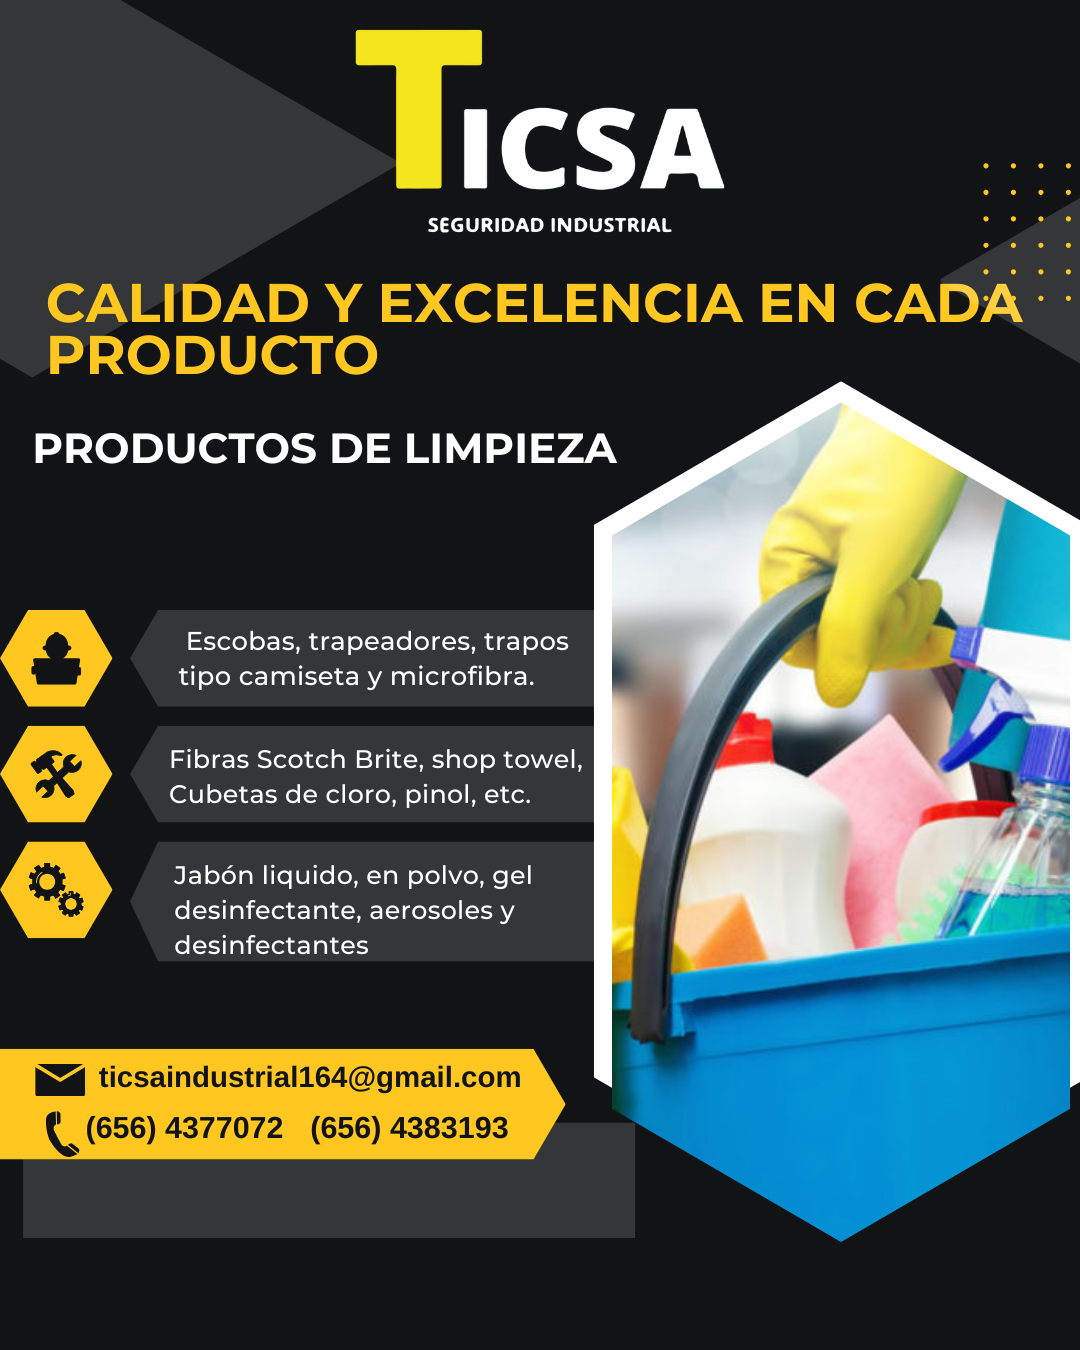 TICSA
SEGURIDAD INDUSTRIAL
CALIDAD Y EXCELENCIA EN CADA
PRODUCTO
PRODUCTOS DE LIMPIEZA
Escobas, trapeadores, trapos
tipo camiseta y microfibra.
Fibras Scotch Brite, shop towel,
Cubetas de cloro, pinol, etc.
Jabón liquido, en polvo, gel
desinfectante, aerosoles y
desinfectantes
ticsaindustrial164@gmail.com
(656) 4377072 (656) 4383193